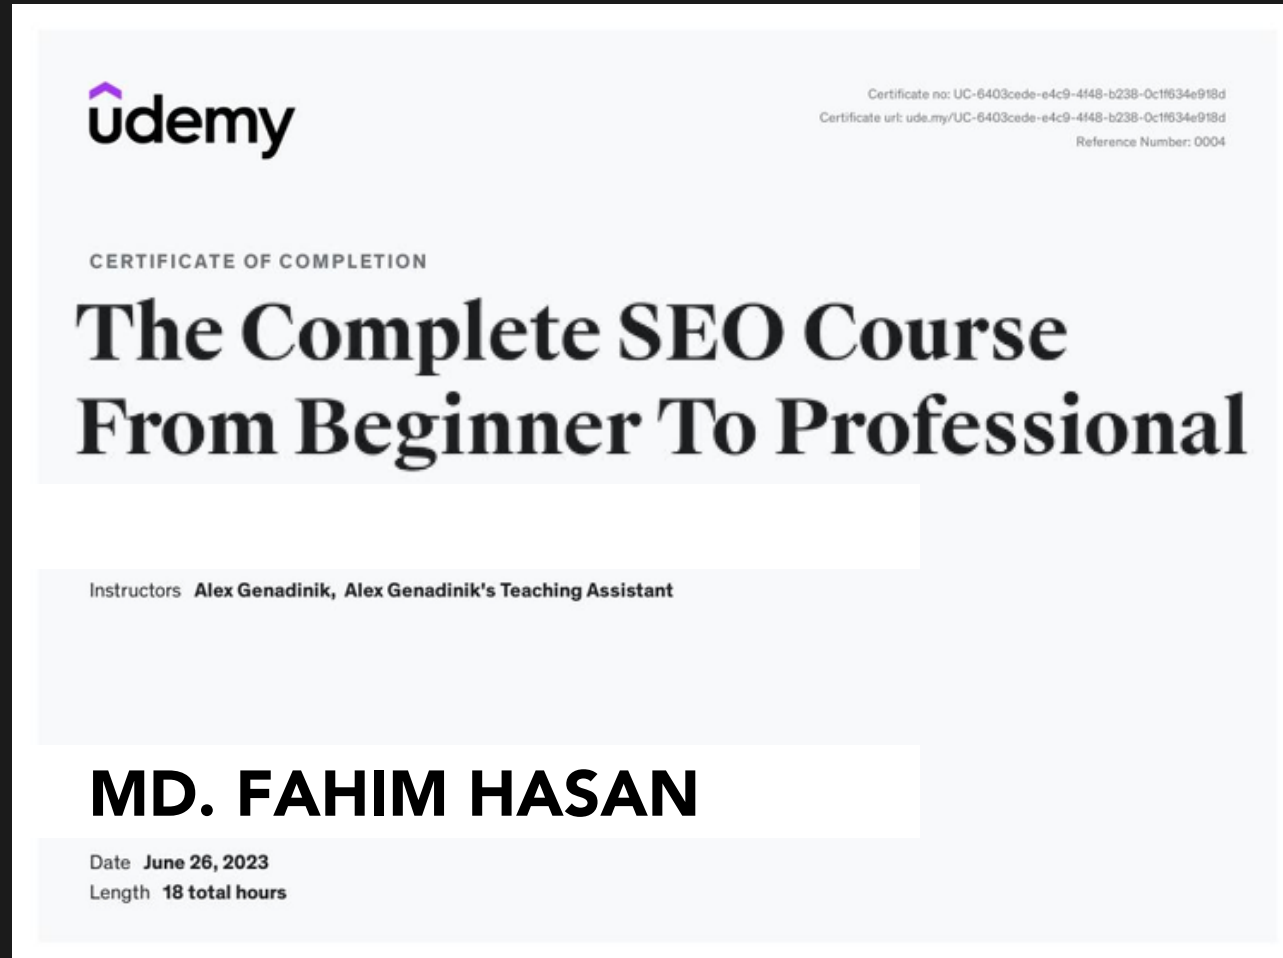 udemy
Certificate no: UC-6403cede-e4c9-4f48-b238-0c1f634e918d
Certificate url: ude.my/UC-6403cede-e4c9-4f48-b238-0c1f634e918d
Reference Number: 0004
CERTIFICATE OF COMPLETION
The Complete SEO Course
From Beginner To Professional
Instructors Alex Genadinik, Alex Genadinik's Teaching Assistant
MD. FAHIM HASAN
Date June 26, 2023
Length 18 total hours